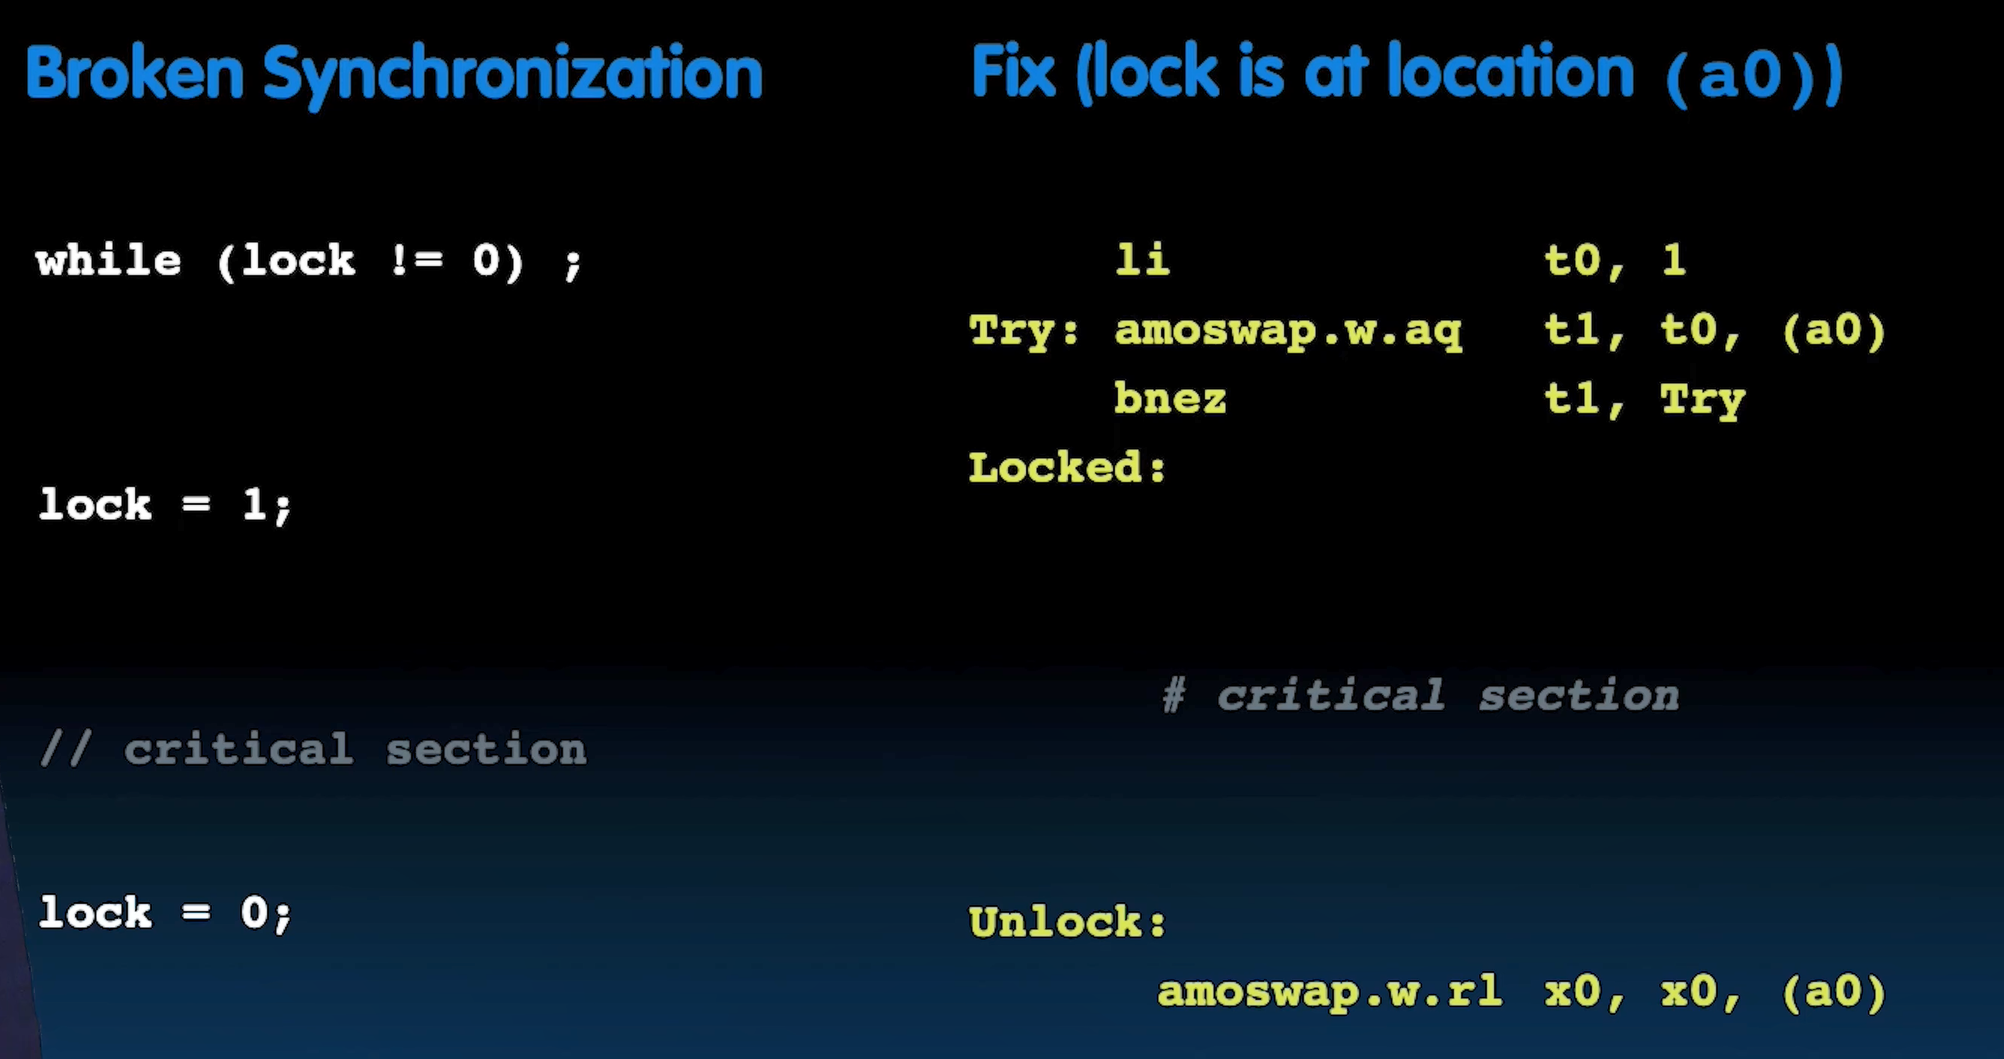 Broken Synchronization
while (lock != 0) ;
lock = 1;
// critical section
lock = 0;
Fix (lock is at location (a0))
li t0, 1
Try: amoswap.w.aq t1, t0, (a0)
bnez t1, Try
Locked:
# critical section
Unlock:
amoswap.w.rl x0, x0, (a0)